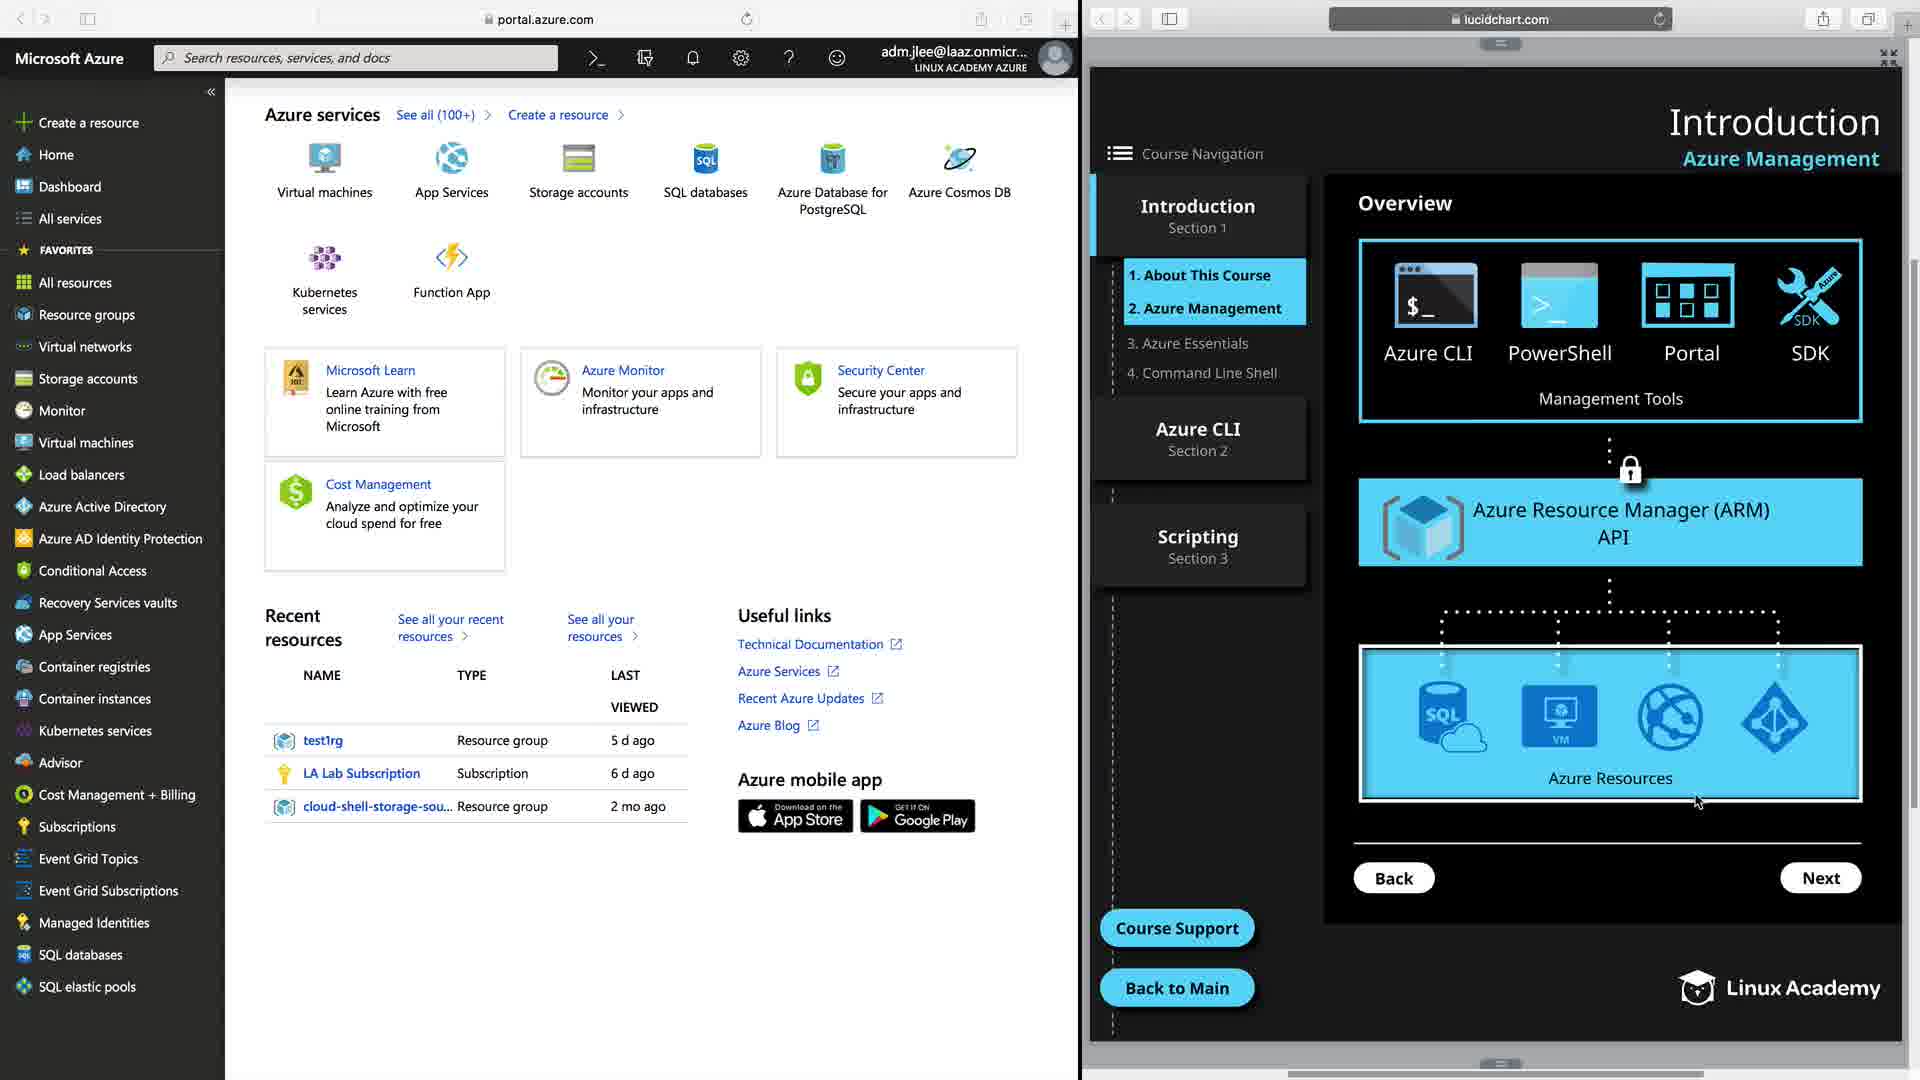 portal.azure.com
Microsoft Azure
Search resources, services, and docs
adm.jlee@laaz.onmicr...
LINUX ACADEMY AZURE
Create a resource
Home
Dashboard
All services
FAVORITES
All resources
Resource groups
Virtual networks
Storage accounts
Monitor
Virtual machines
Load balancers
Azure Active Directory
Azure AD Identity Protection
Conditional Access
Recovery Services vaults
App Services
Container registries
Container instances
Kubernetes services
Advisor
Cost Management + Billing
Subscriptions
Event Grid Topics
Event Grid Subscriptions
Managed Identities
SQL databases
SQL elastic pools
Azure services See all (100+) Create a resource
Virtual machines
App Services
Storage accounts
SQL
SQL databases
Azure Database for
PostgreSQL
Azure Cosmos DB
Kubernetes
services
Function App
Microsoft Learn
Learn Azure with free
online training from
Microsoft
Azure Monitor
Monitor your apps and
infrastructure
Security Center
Secure your apps and
infrastructure
Cost Management
Analyze and optimize your
cloud spend for free
Recent
resources
See all your recent
resources
See all your
resources
NAME TYPE LAST
VIEWED
test1rg Resource group 5 d ago
LA Lab Subscription Subscription 6 d ago
cloud-shell-storage-sou... Resource group 2 mo ago
Useful links
Technical Documentation
Azure Services
Recent Azure Updates
Azure Blog
Azure mobile app
Download on the
App Store
GET IT ON
Google Play
lucidchart.com
Introduction
Azure Management
Course Navigation
Introduction
Section 1
1. About This Course
2. Azure Management
3. Azure Essentials
4. Command Line Shell
Azure CLI
Section 2
Scripting
Section 3
Course Support
Back to Main
Overview
$_
>_
Azure
SDK
Azure CLI PowerShell Portal SDK
Management Tools
Azure Resource Manager (ARM)
API
SQL
VM
Azure Resources
Back
Next
Linux Academy